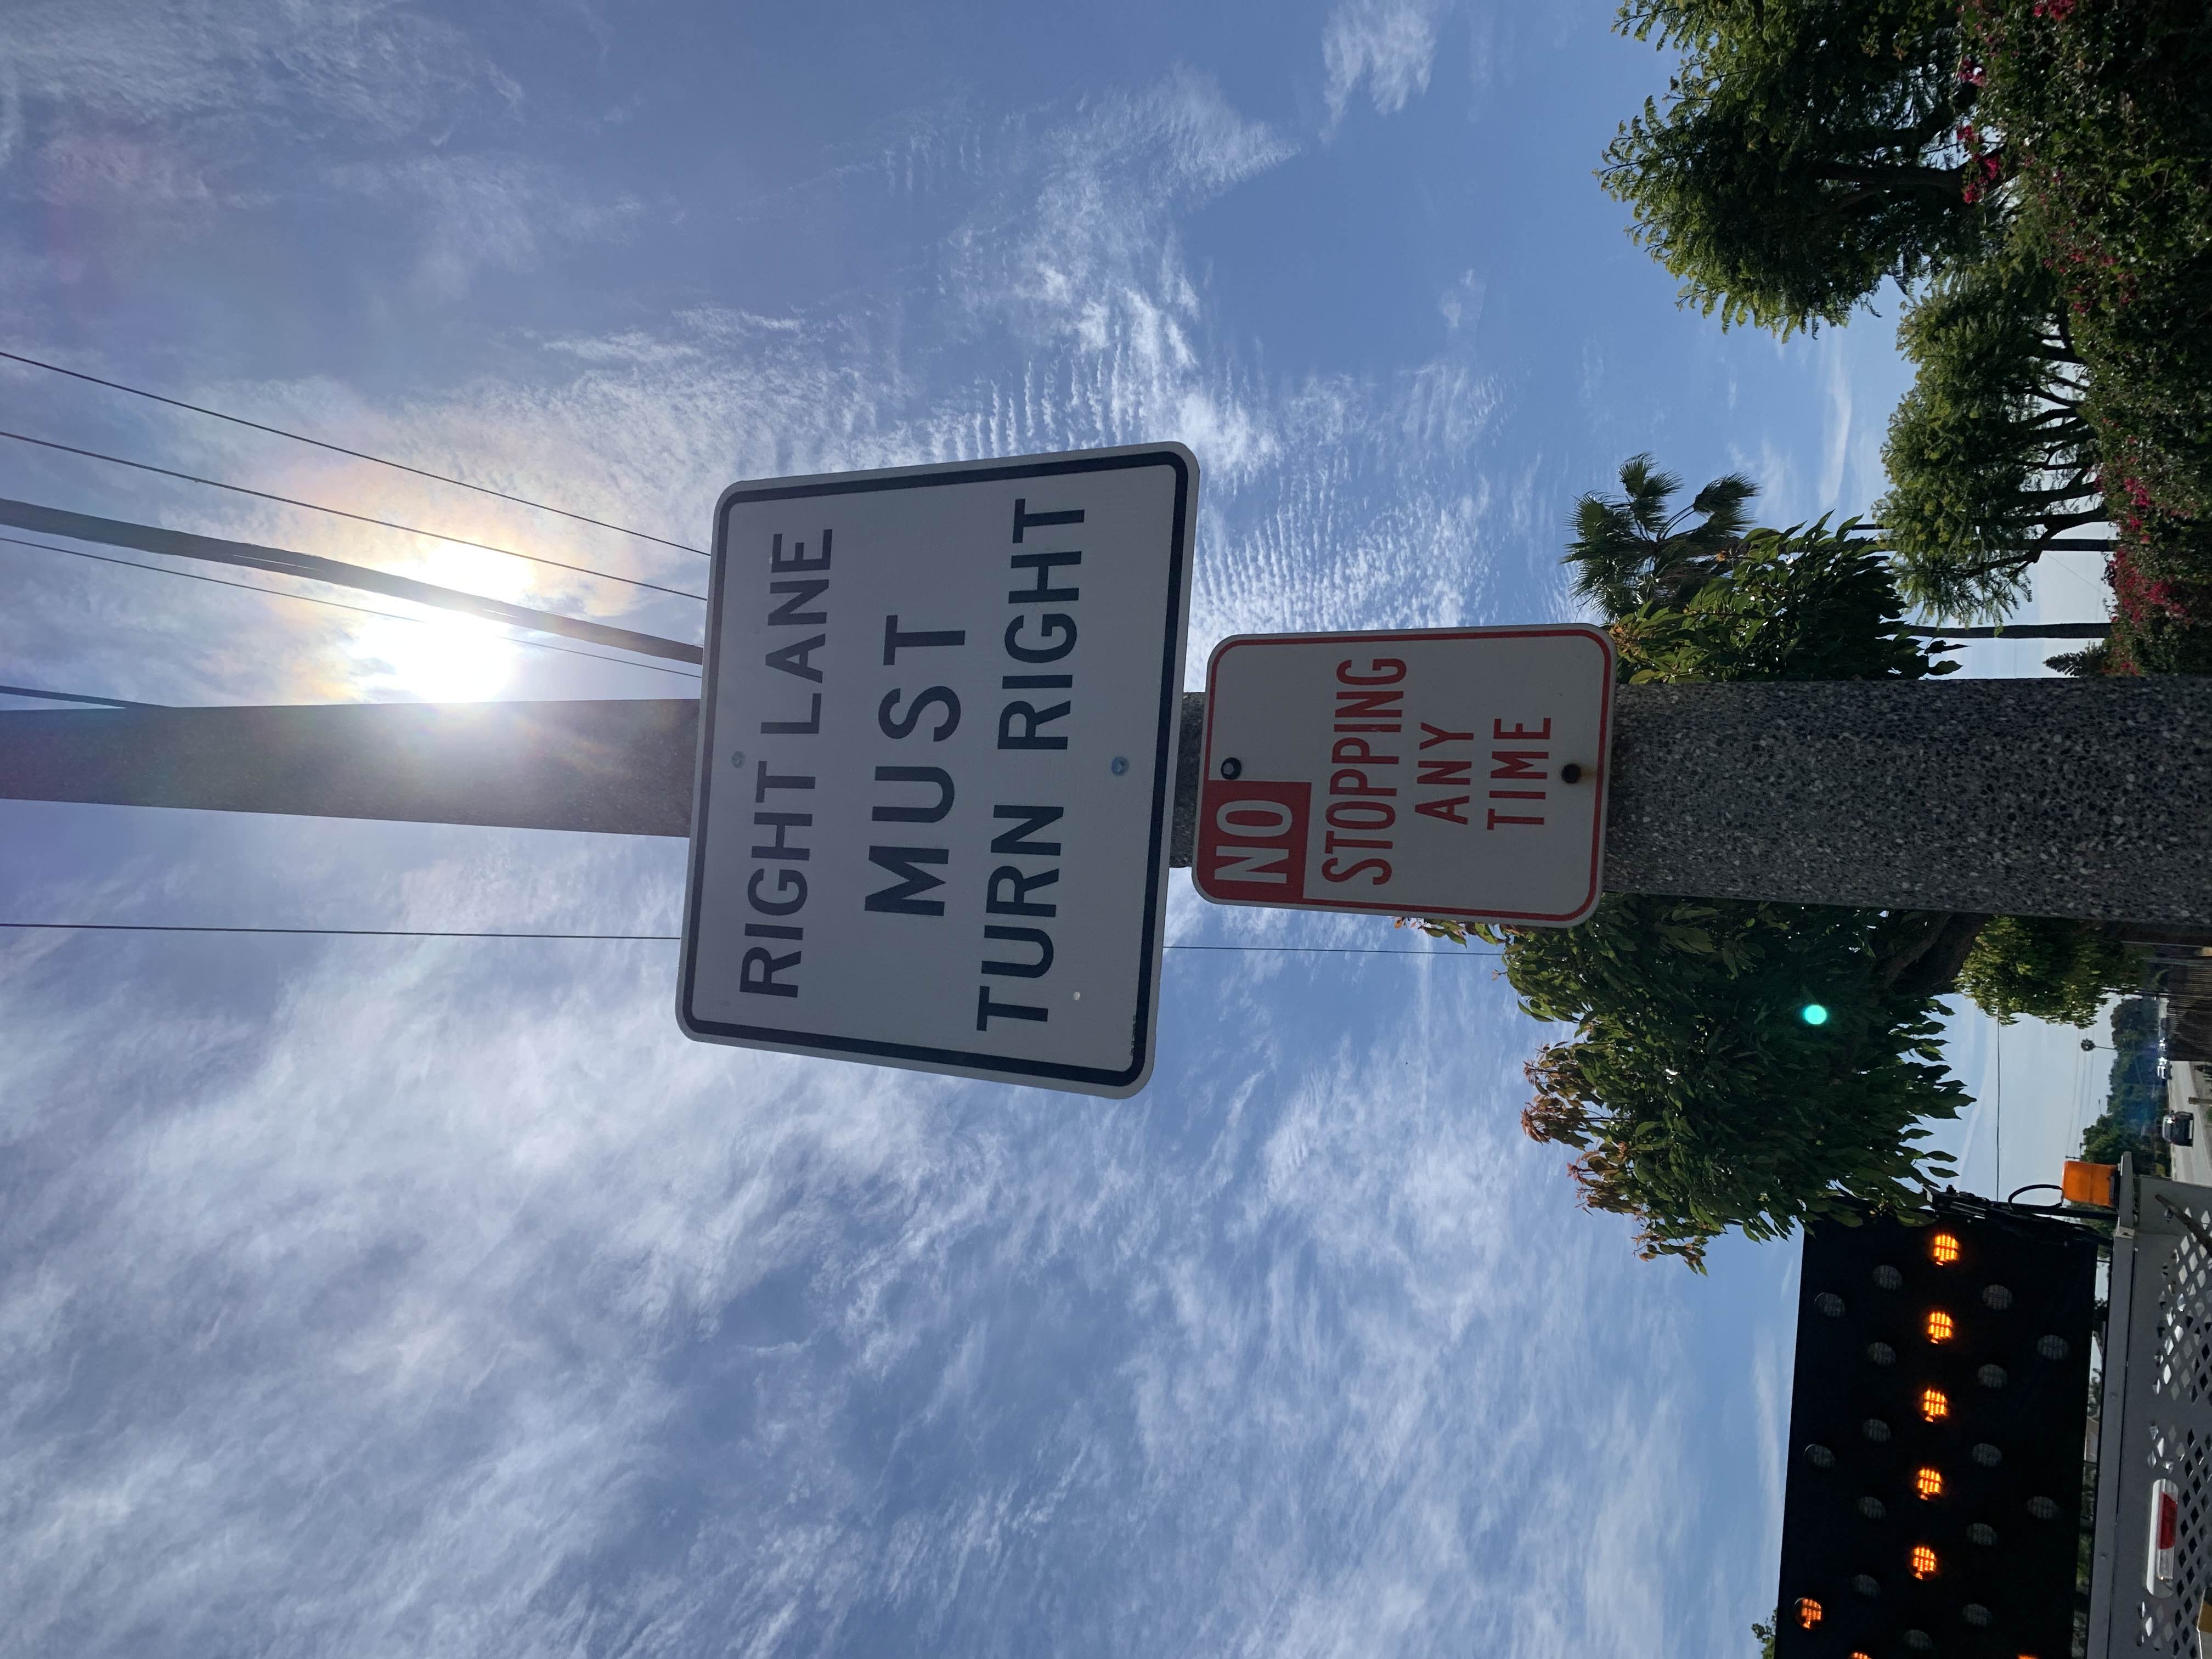 RIGHT LANE
MUST
TURN RIGHT
NO
STOPPING
ANY
TIME